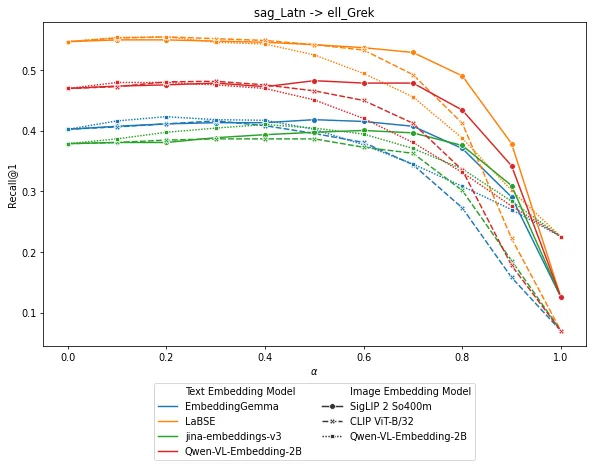 sag_Latn -> ell_Grek
Recall@1
0.5
0.4
0.3
0.2
0.1
0.0 0.2 0.4 0.6 0.8 1.0
α
Text Embedding Model Image Embedding Model
EmbeddingGemma SigLIP 2 So400m
LaBSE CLIP ViT-B/32
jina-embeddings-v3 Qwen-VL-Embedding-2B
Qwen-VL-Embedding-2B